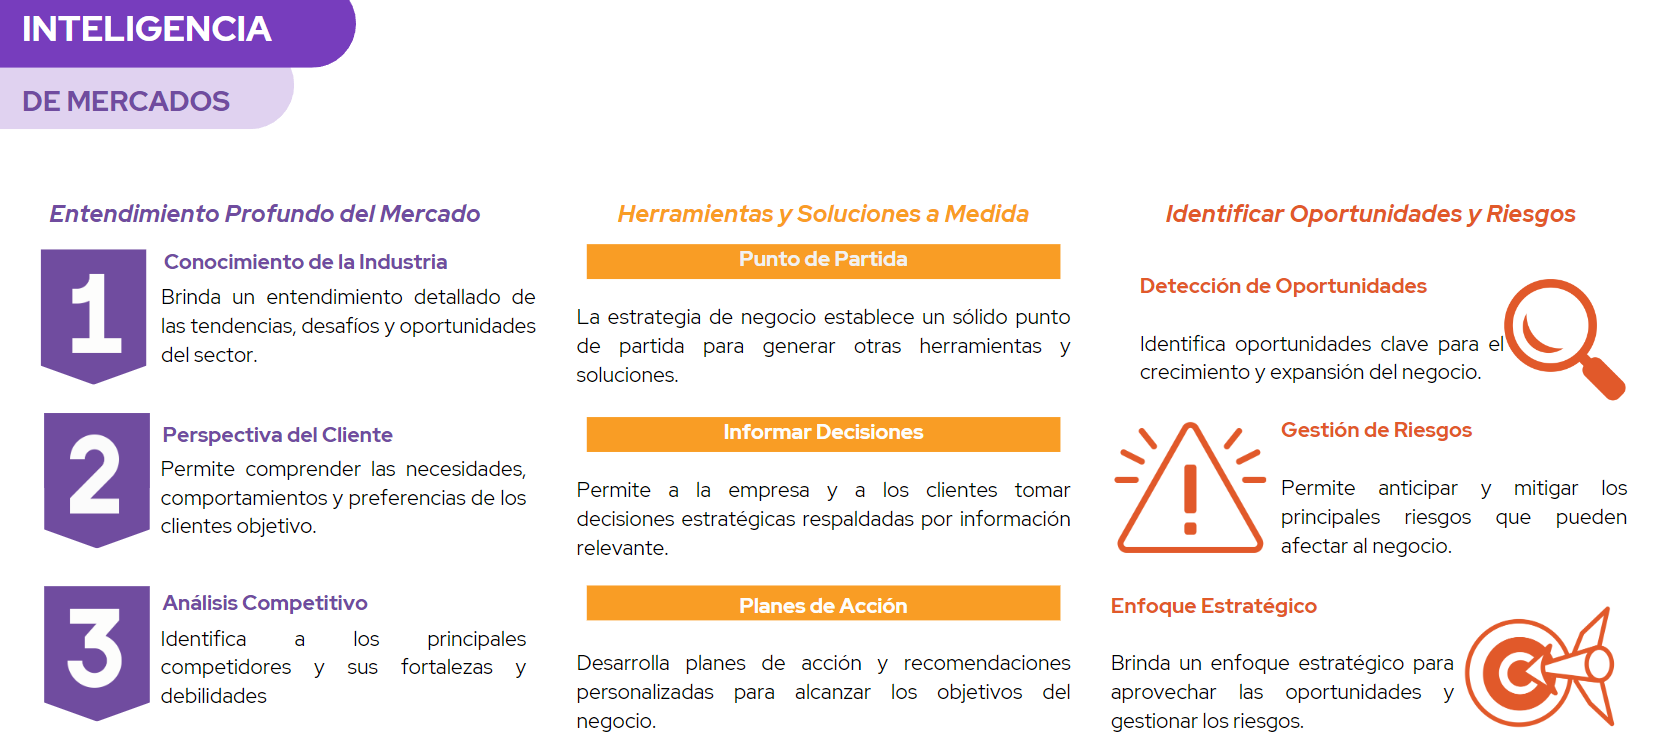 INTELIGENCIA
DE MERCADOS
Entendimiento Profundo del Mercado
1
Conocimiento de la Industria
Brinda un entendimiento detallado de
las tendencias, desafíos y oportunidades
del sector.
2
Perspectiva del Cliente
Permite comprender las necesidades,
comportamientos y preferencias de los
clientes objetivo.
3
Análisis Competitivo
Identifica a los principales
competidores y sus fortalezas y
debilidades
Herramientas y Soluciones a Medida
Punto de Partida
La estrategia de negocio establece un sólido punto
de partida para generar otras herramientas y
soluciones.
Informar Decisiones
Permite a la empresa y a los clientes tomar
decisiones estratégicas respaldadas por información
relevante.
Planes de Acción
Desarrolla planes de acción y recomendaciones
personalizadas para alcanzar los objetivos del
negocio.
Identificar Oportunidades y Riesgos
Detección de Oportunidades
Identifica oportunidades clave para el
crecimiento y expansión del negocio.
Gestión de Riesgos
Permite anticipar y mitigar los
principales riesgos que pueden
afectar al negocio.
Enfoque Estratégico
Brinda un enfoque estratégico para
aprovechar las oportunidades y
gestionar los riesgos.